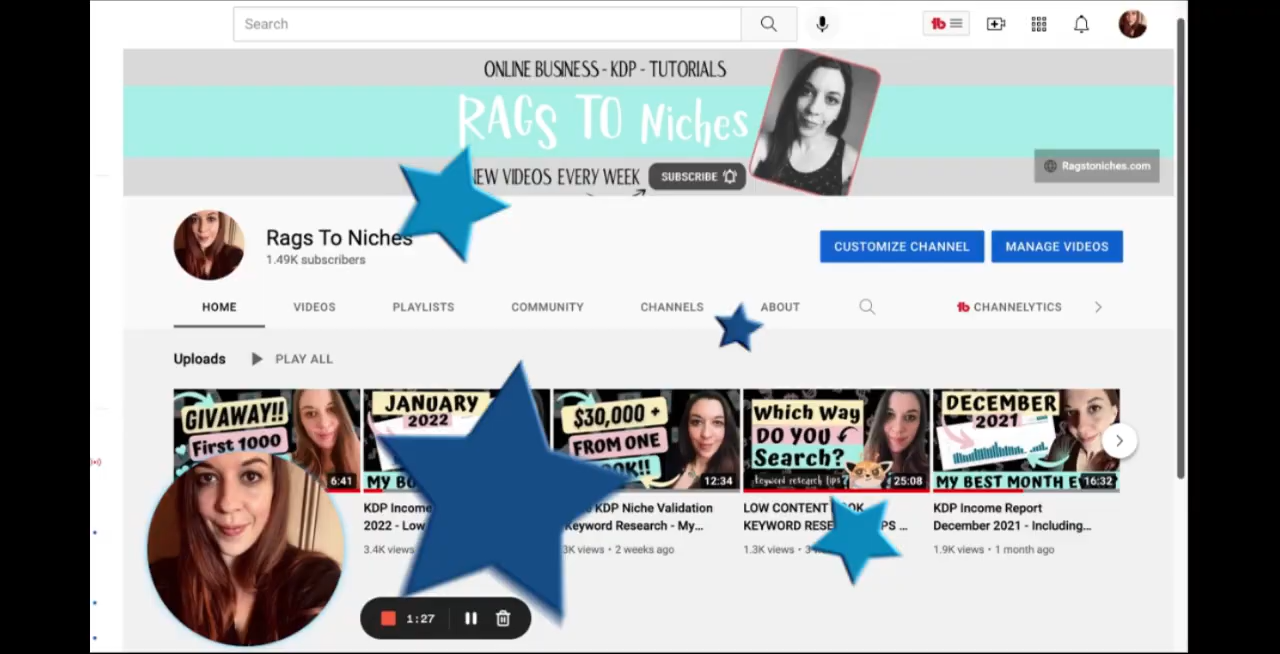 Search
ONLINE BUSINESS - KDP - TUTORIALS
RAGS TO Niches
NEW VIDEOS EVERY WEEK
SUBSCRIBE
Ragstoniches.com
Rags To Niches
1.49K subscribers
CUSTOMIZE CHANNEL
MANAGE VIDEOS
HOME
VIDEOS
PLAYLISTS
COMMUNITY
CHANNELS
ABOUT
CHANNELYTICS
Uploads
PLAY ALL
GIVAWAY!!
First 1000
6:41
JANUARY
2022
MY
$30,000 +
FROM ONE
12:34
Which Way
DO YOU
Search?
keyword research tips
25:08
DECEMBER
2021
MY BEST MONTH
16:32
KDP Income
2022 - Low
3.4K views
KDP Niche Validation
Keyword Research - My...
views • 2 weeks ago
LOW CONTENT
KEYWORD
1.3K views •
KDP Income Report
December 2021 - Including...
1.9K views • 1 month ago
1:27